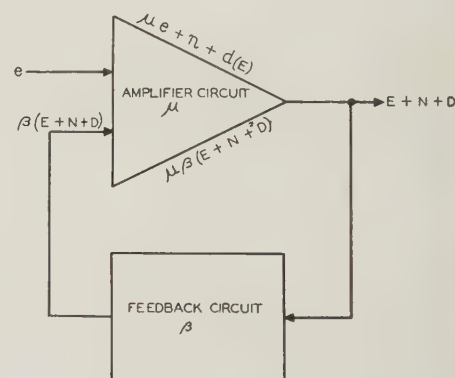 μe + n + d(E)
e
AMPLIFIER CIRCUIT
μ
E + N + D
β(E+N+D)
μβ(E + N + D)
FEEDBACK CIRCUIT
β